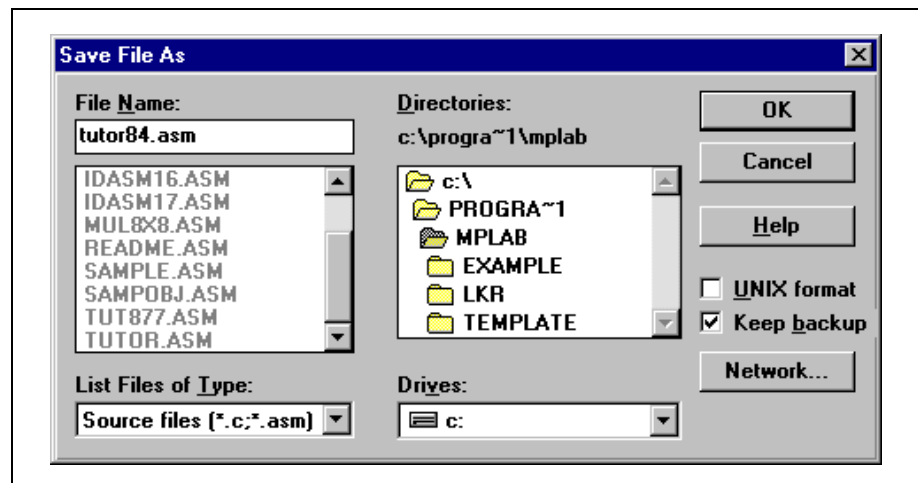 Save File As
File Name:
tutor84.asm
IDASM16.ASM
IDASM17.ASM
MUL8X8.ASM
README.ASM
SAMPLE.ASM
SAMPOBJ.ASM
TUT877.ASM
TUTOR.ASM
List Files of Type:
Source files (*.c;*.asm)
Directories:
c:\progra~1\mplab
c:\
PROGRA~1
MPLAB
EXAMPLE
LKR
TEMPLATE
Drives:
c:
OK
Cancel
Help
UNIX format
Keep backup
Network...